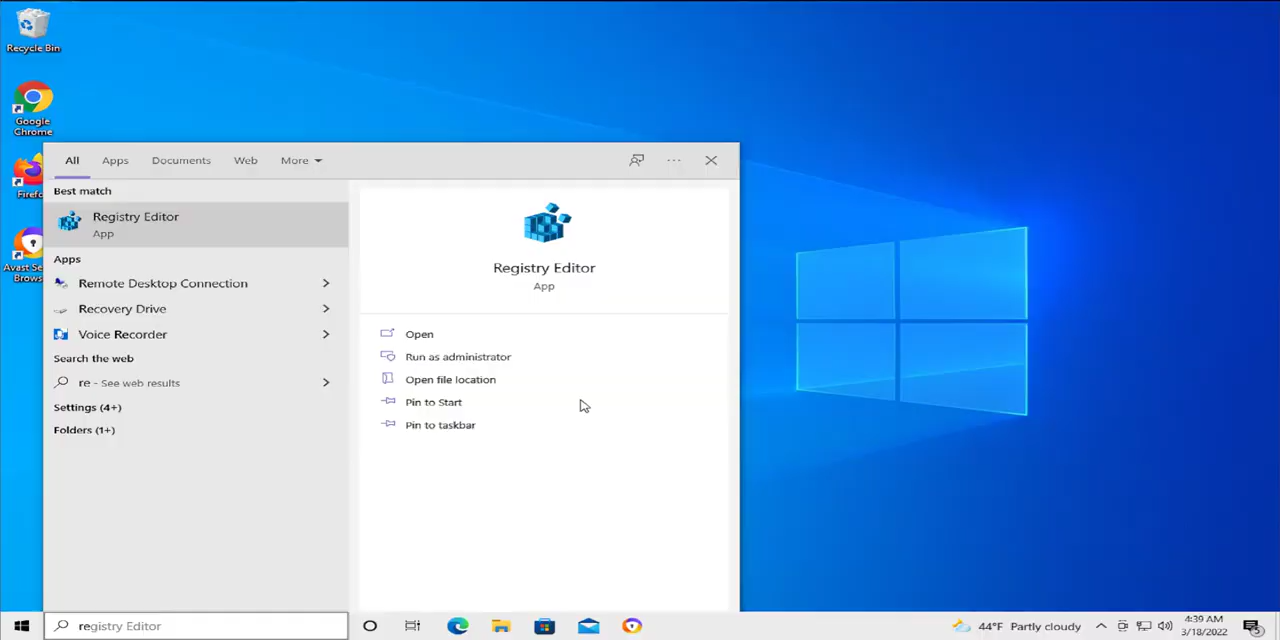 Recycle Bin
Google
Chrome
Firefo
Avast Se
Brows
All
Apps
Documents
Web
More
Best match
Registry Editor
App
Apps
Remote Desktop Connection
Recovery Drive
Voice Recorder
Search the web
re - See web results
Settings (4+)
Folders (1+)
Registry Editor
App
Open
Run as administrator
Open file location
Pin to Start
Pin to taskbar
registry Editor
44°F Partly cloudy
4:39 AM
3/18/2022
5